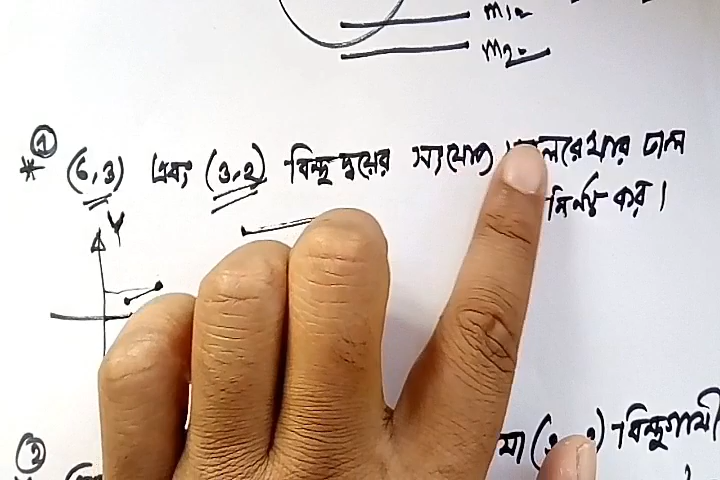 m₁ =
m₂ =
① * (6,3) এবং (3,2) বিন্দু দ্বয়ের সংযোগ রেখার ঢাল
নির্ণয় কর।
Y
②
যা বিন্দুগামী